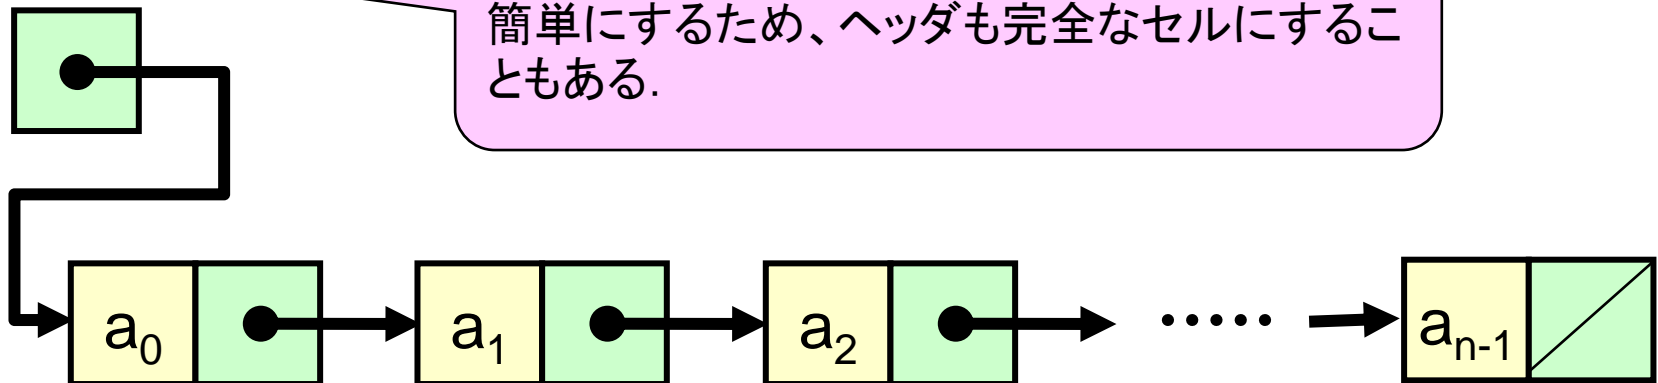 簡単にするため、ヘッダも完全なセルにするこ
ともある.
a0 a1 a2 ..... an-1